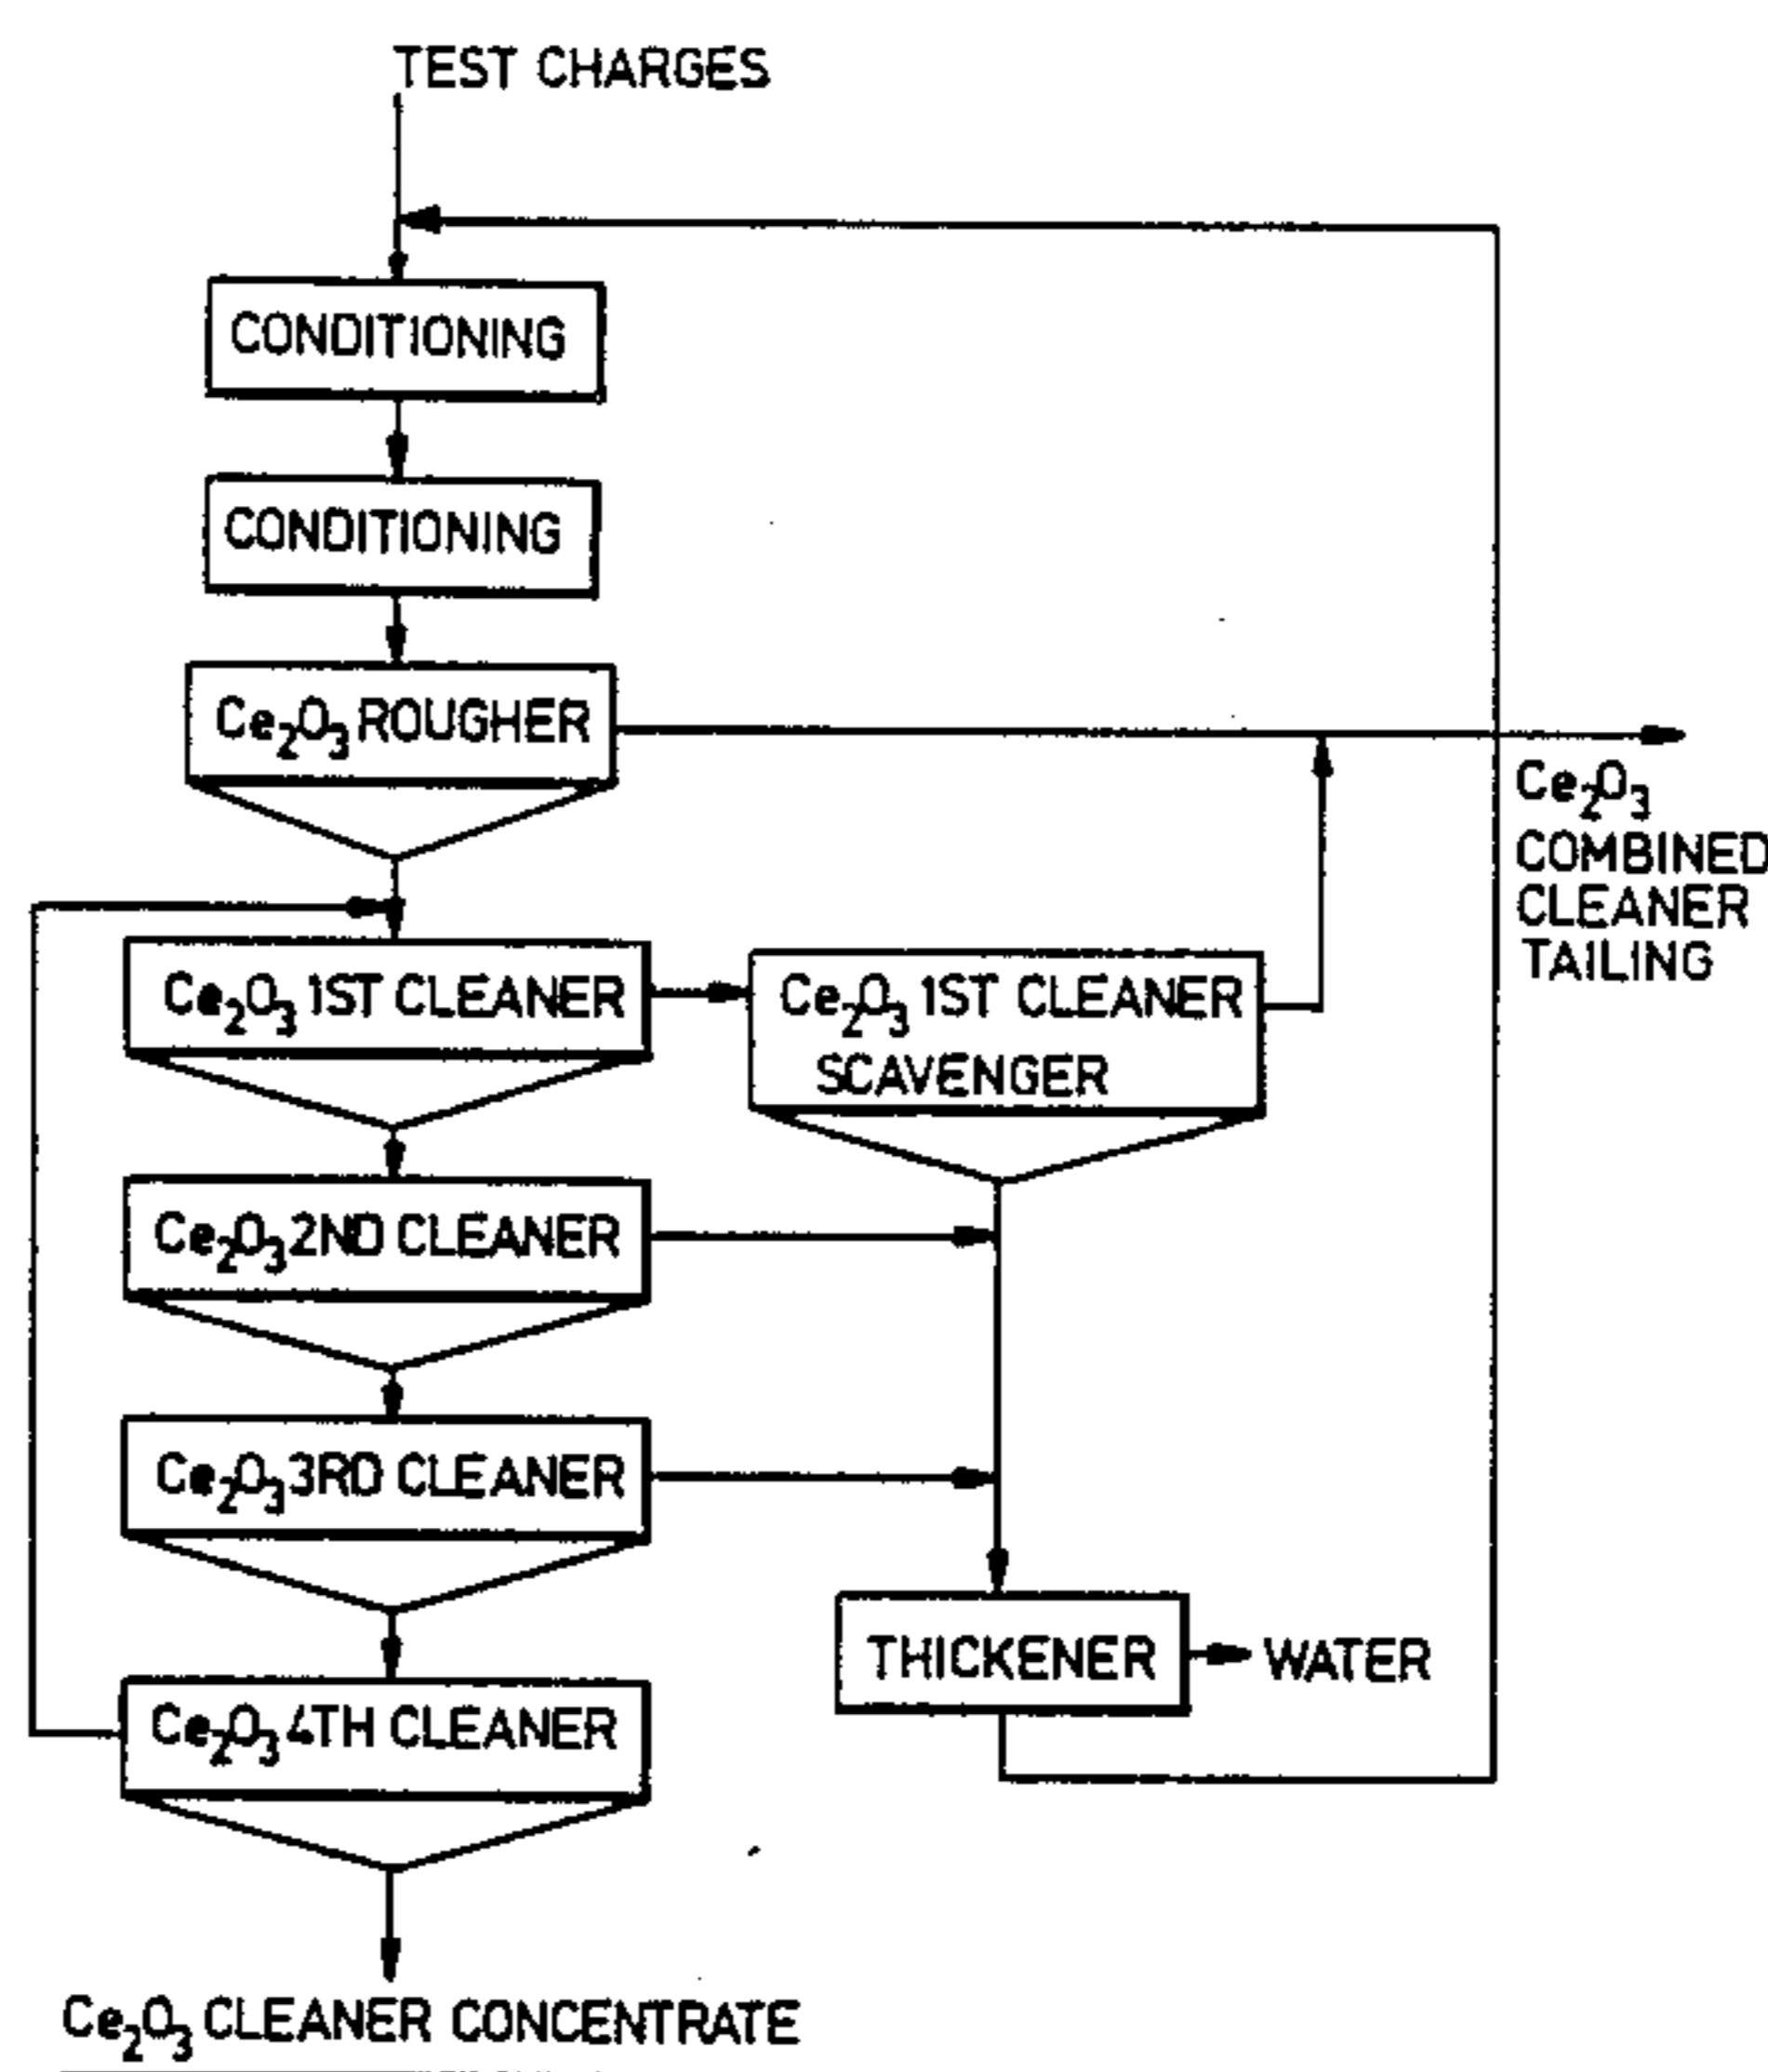 TEST CHARGES
CONDITIONING
CONDITIONING
Ce₂O₃ ROUGHER
Ce₂O₃
COMBINED
CLEANER
TAILING
Ce₂O₃ 1ST CLEANER
Ce₂O₃ 1ST CLEANER
SCAVENGER
Ce₂O₃ 2ND CLEANER
Ce₂O₃ 3RD CLEANER
THICKENER
WATER
Ce₂O₃ 4TH CLEANER
Ce₂O₃ CLEANER CONCENTRATE